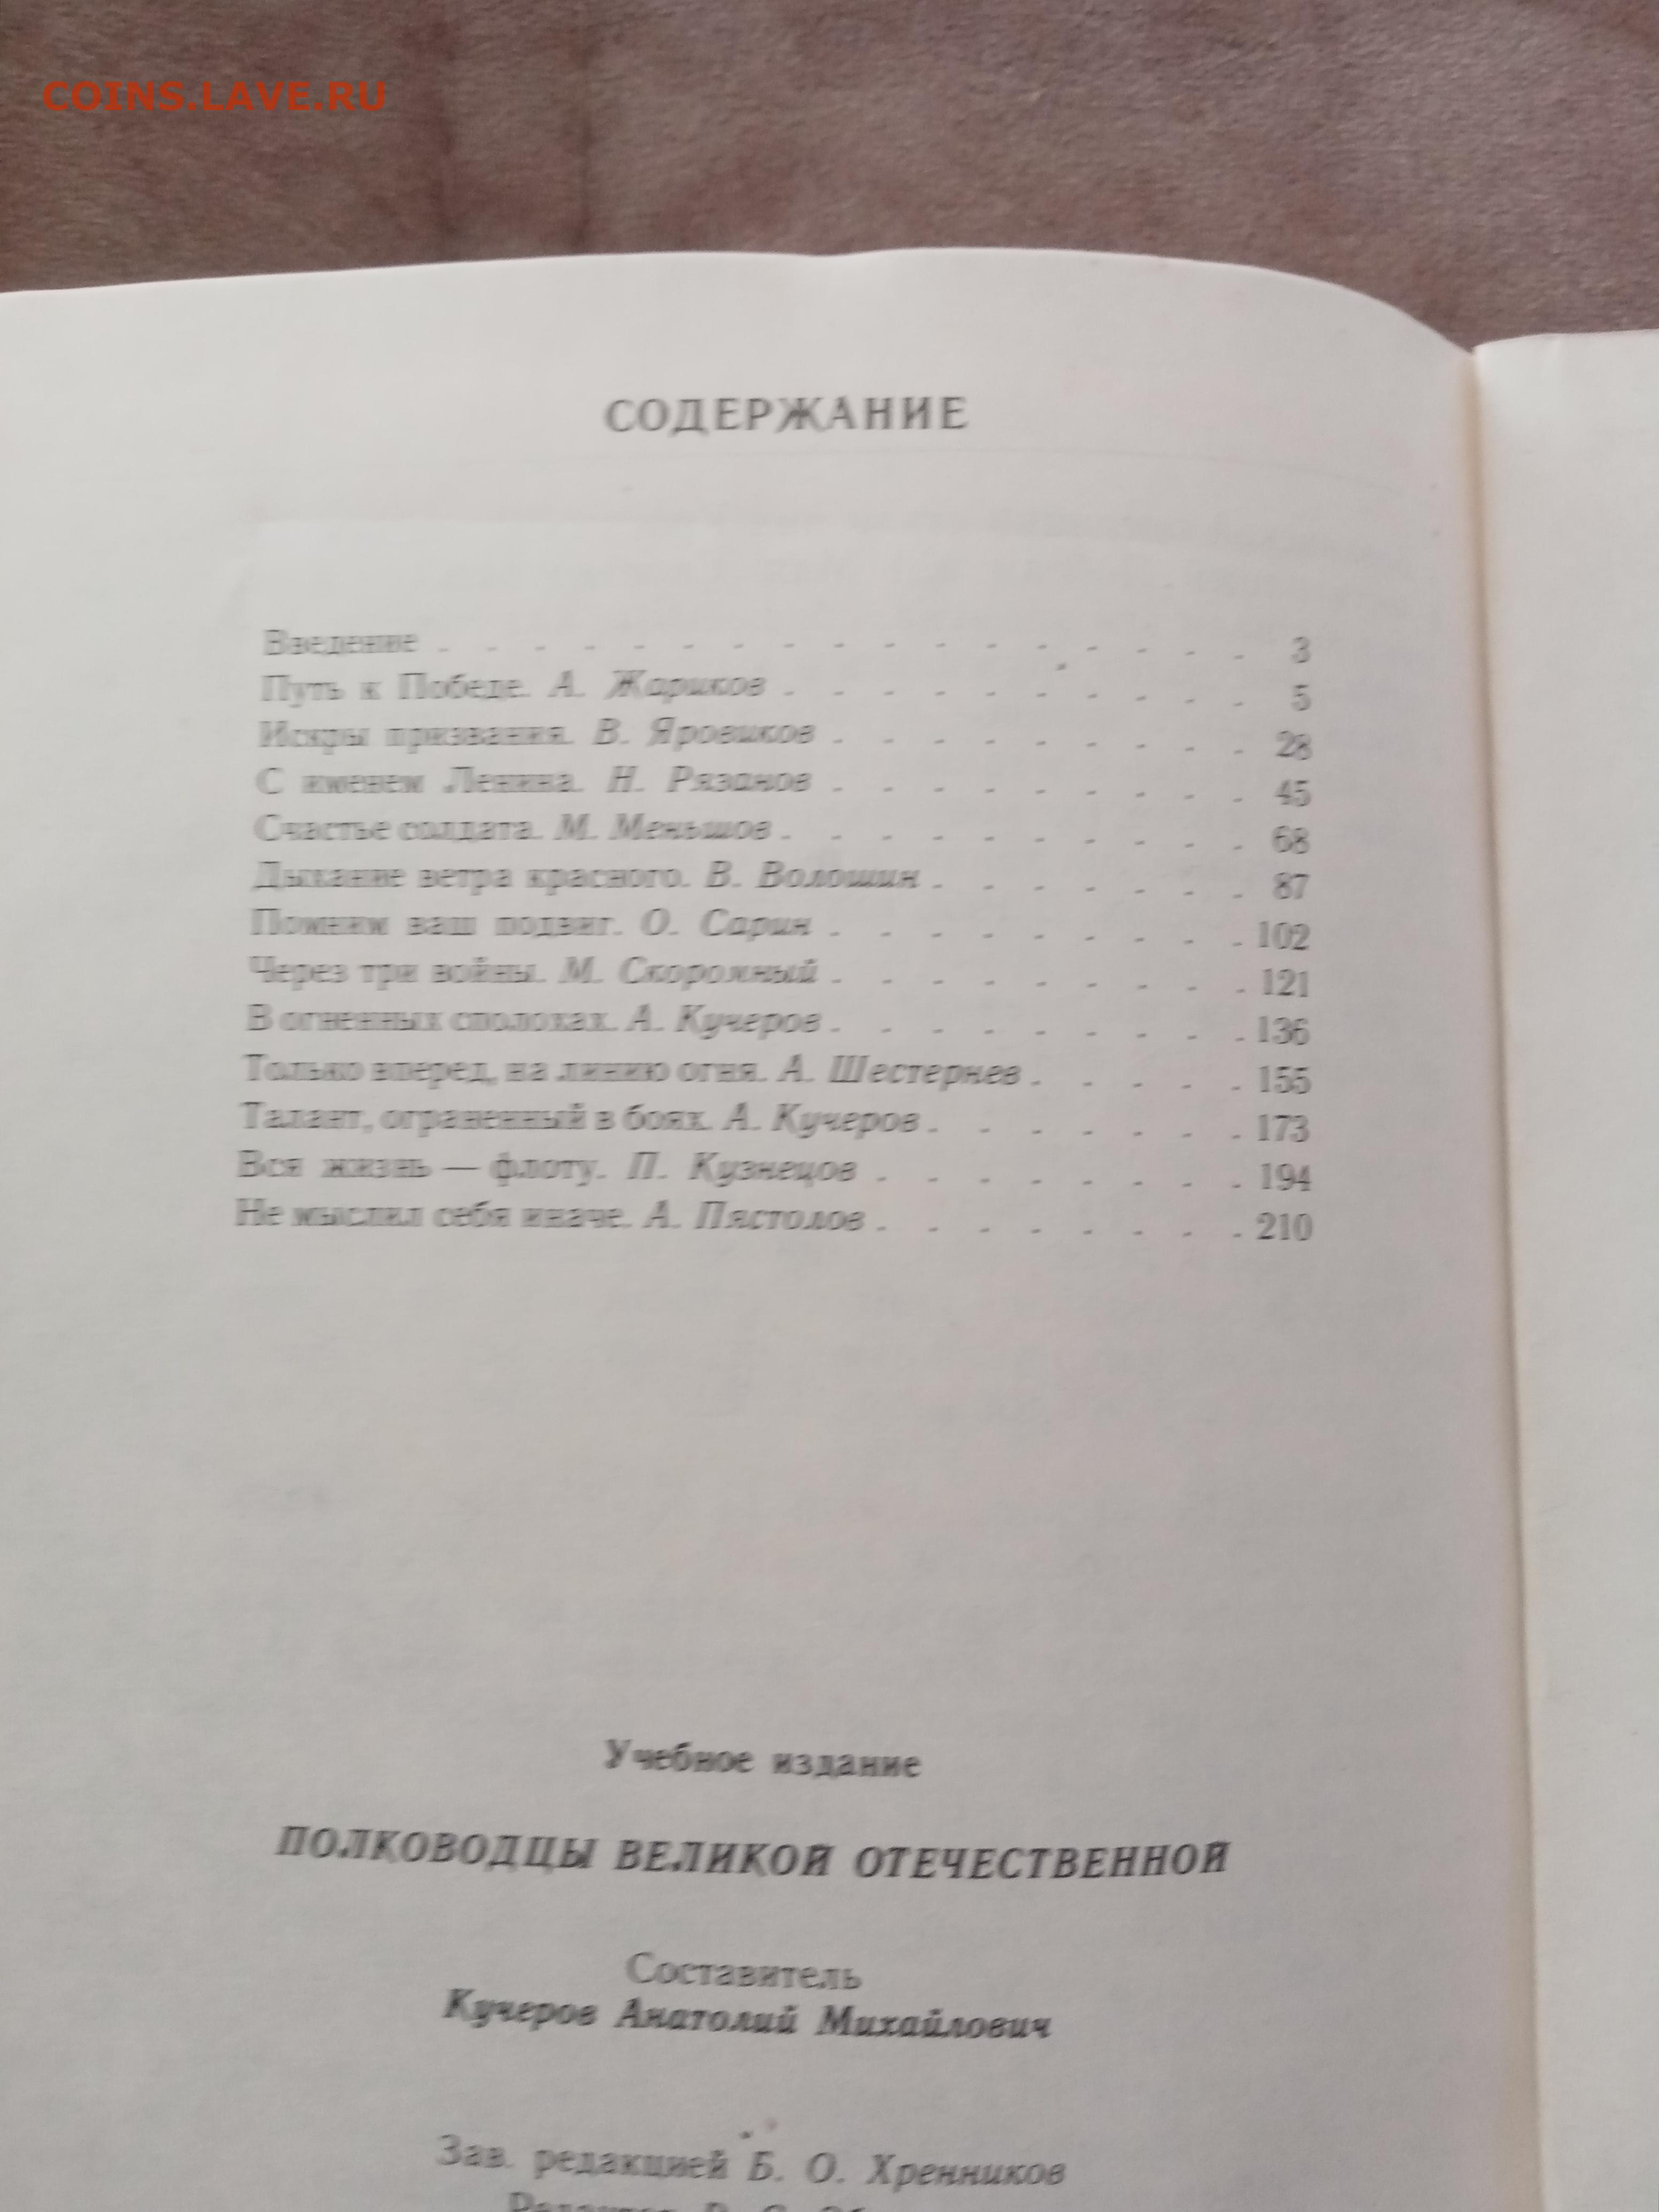 COINS.LAVE.RU
СОДЕРЖАНИЕ
Введение . . . . . . . . . . . . . . . . . 3
Путь к Победе. А. Жариков . . . . . . . . . . 5
Искры призвания. В. Яровиков . . . . . . . . . 28
С именем Ленина. Н. Рязанов . . . . . . . . . 45
Счастье солдата. М. Меньшов . . . . . . . . . . 68
Дыхание ветра красного. В. Волошин . . . . . . . 87
Помним ваш подвиг. О. Сарин . . . . . . . . . 102
Через три войны. М. Скоромный . . . . . . . . . 121
В огненных сполохах. А. Кучеров . . . . . . . . . 136
Только вперед, на линию огня. А. Шестернев . . . . . 155
Талант, ограненный в боях. А. Кучеров . . . . . . . 173
Вся жизнь — флоту. П. Кузнецов . . . . . . . . 194
Не мыслил себя иначе. А. Пястолов . . . . . . . . 210
Учебное издание
ПОЛКОВОДЦЫ ВЕЛИКОЙ ОТЕЧЕСТВЕННОЙ
Составитель
Кучеров Анатолий Михайлович
Зав. редакцией Б. О. Хренников
Редактор